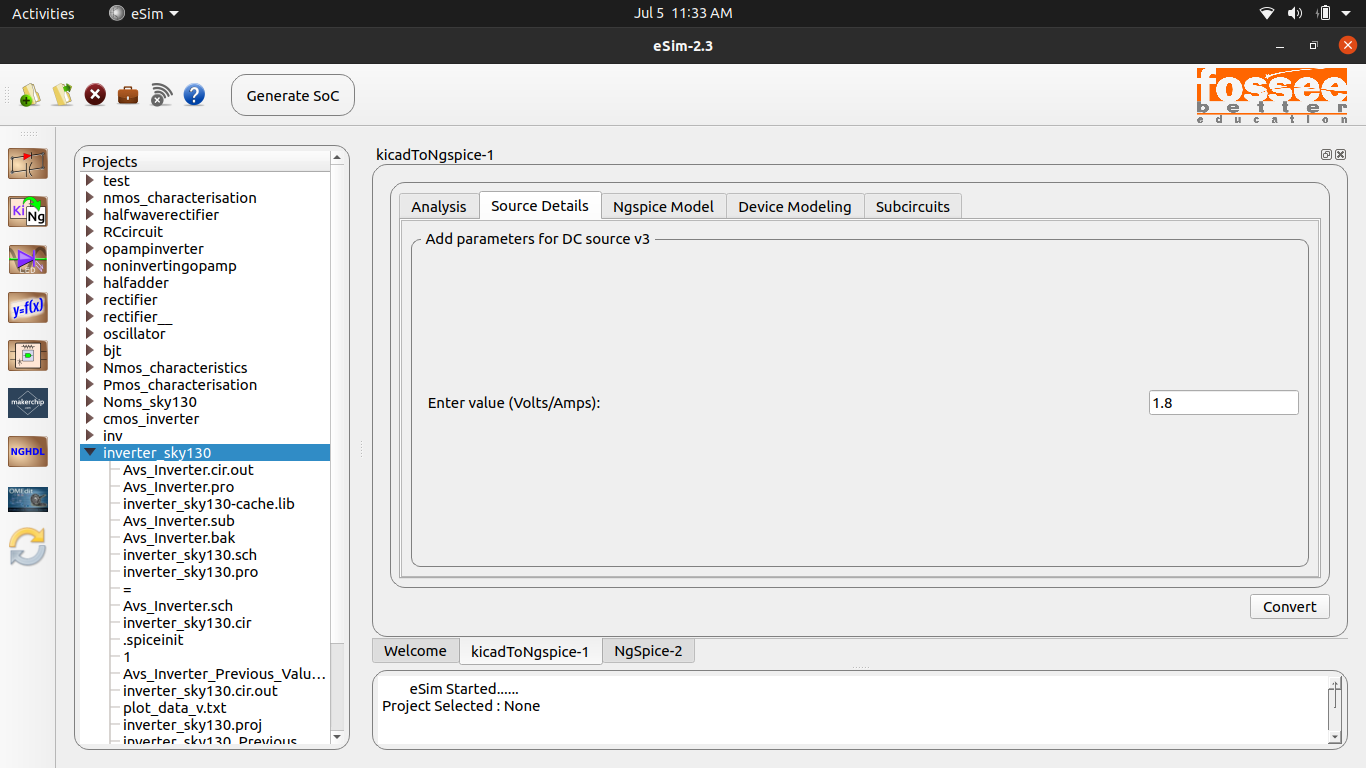 Activities
eSim
Jul 5 11:33 AM
eSim-2.3
Generate SoC
fossee
better
education
Projects
test
nmos_characterisation
halfwaverectifier
RCcircuit
opampinverter
noninvertingopamp
halfadder
rectifier
rectifier__
oscillator
bjt
Nmos_characteristics
Pmos_characterisation
Noms_sky130
cmos_inverter
inv
inverter_sky130
Avs_Inverter.cir.out
Avs_Inverter.pro
inverter_sky130-cache.lib
Avs_Inverter.sub
Avs_Inverter.bak
inverter_sky130.sch
inverter_sky130.pro
=
Avs_Inverter.sch
inverter_sky130.cir
.spiceinit
1
Avs_Inverter_Previous_Valu...
inverter_sky130.cir.out
plot_data_v.txt
inverter_sky130.proj
inverter_sky130_Previous
Ki
Ng
y=f(x)
makerchip
NGHDL
OMEdit
kicadToNgspice-1
Analysis
Source Details
Ngspice Model
Device Modeling
Subcircuits
Add parameters for DC source v3
Enter value (Volts/Amps):
1.8
Convert
Welcome
kicadToNgspice-1
NgSpice-2
eSim Started......
Project Selected : None